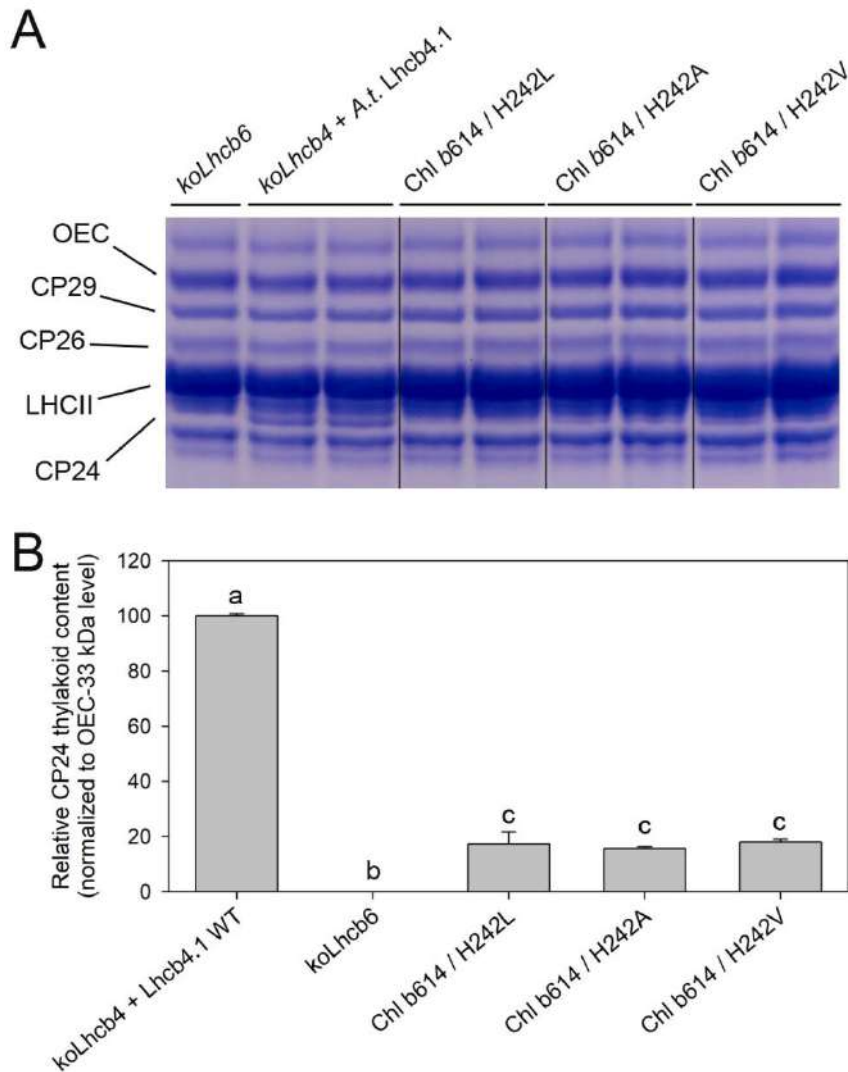 A
koLhcb6
koLhcb4 + A.t. Lhcb4.1
Chl b614 / H242L
Chl b614 / H242A
Chl b614 / H242V
OEC
CP29
CP26
LHCII
CP24
B
Relative CP24 thylakoid content
(normalized to OEC-33 kDa level)
120
100
80
60
40
20
0
a
b
c
c
c
koLhcb4 + Lhcb4.1 WT
koLhcb6
Chl b614 / H242L
Chl b614 / H242A
Chl b614 / H242V